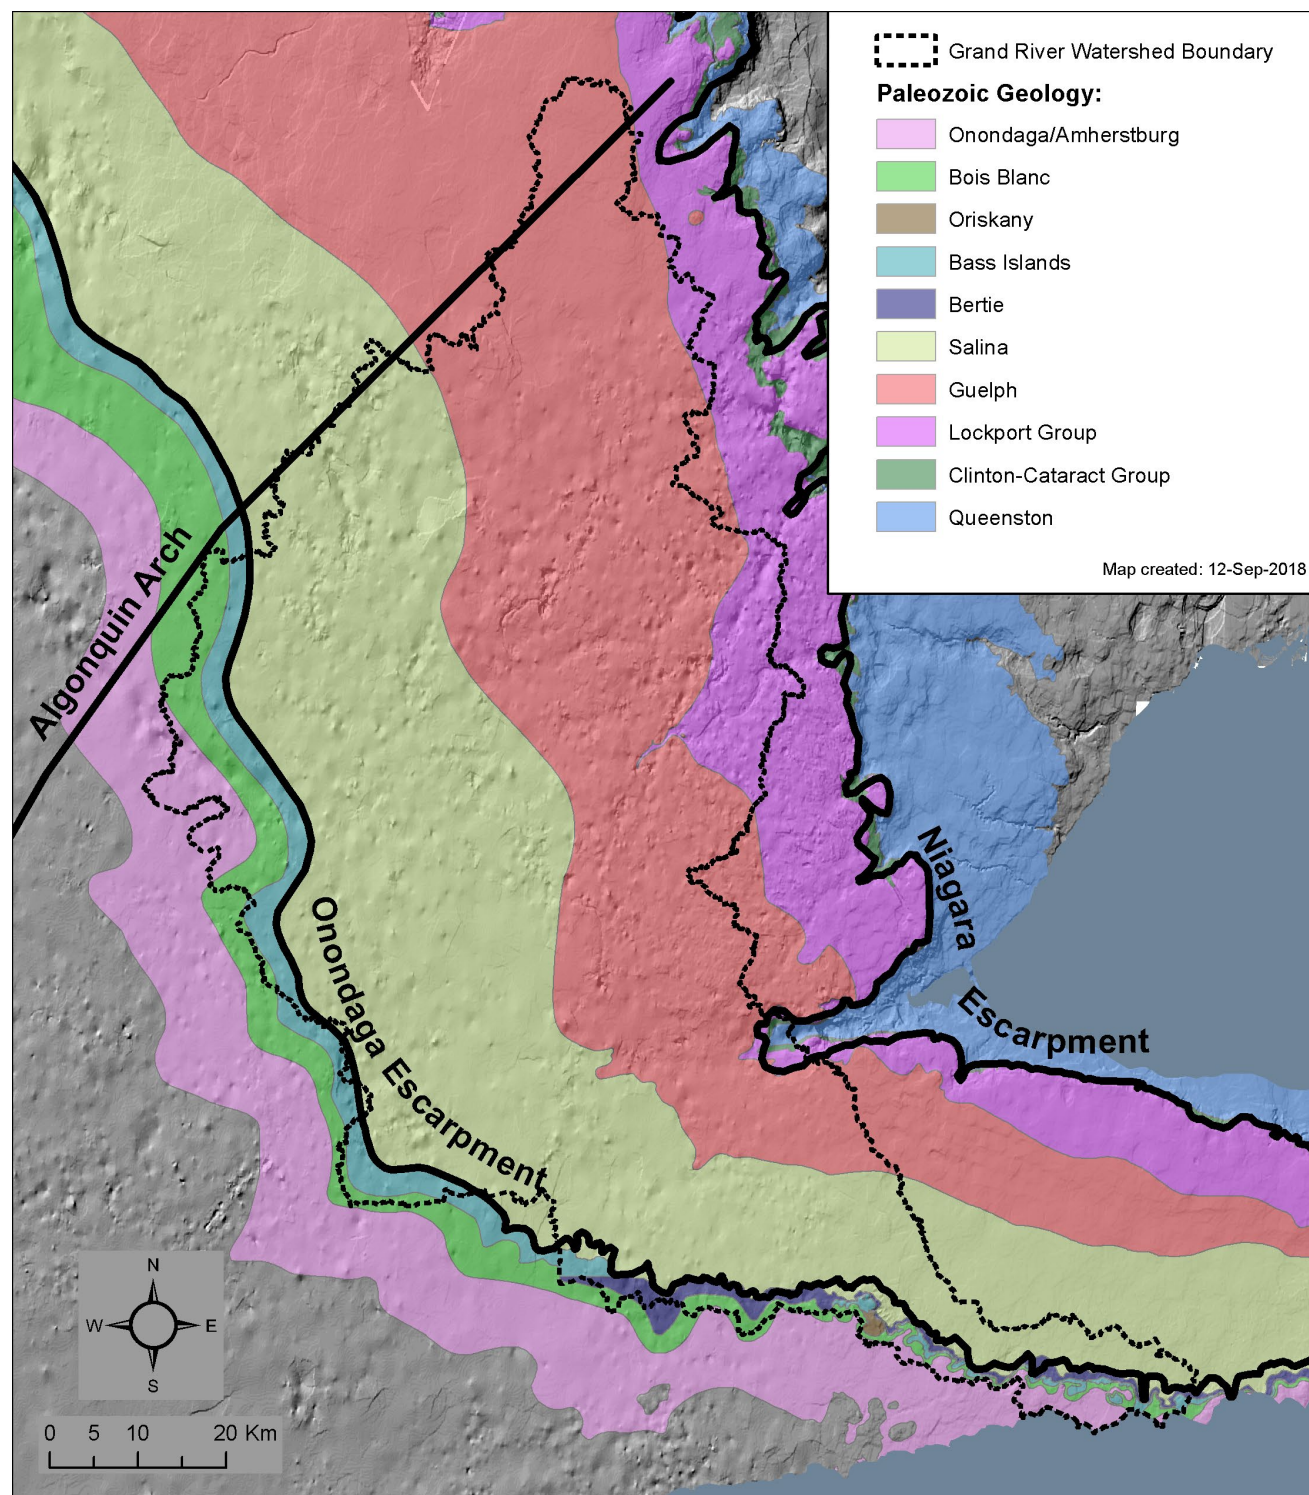 Grand River Watershed Boundary
Paleozoic Geology:
Onondaga/Amherstburg
Bois Blanc
Oriskany
Bass Islands
Bertie
Salina
Guelph
Lockport Group
Clinton-Cataract Group
Queenston
Map created: 12-Sep-2018
Algonquin Arch
Niagara
Escarpment
Onondaga Escarpment
N
W E
S
0 5 10 20 Km